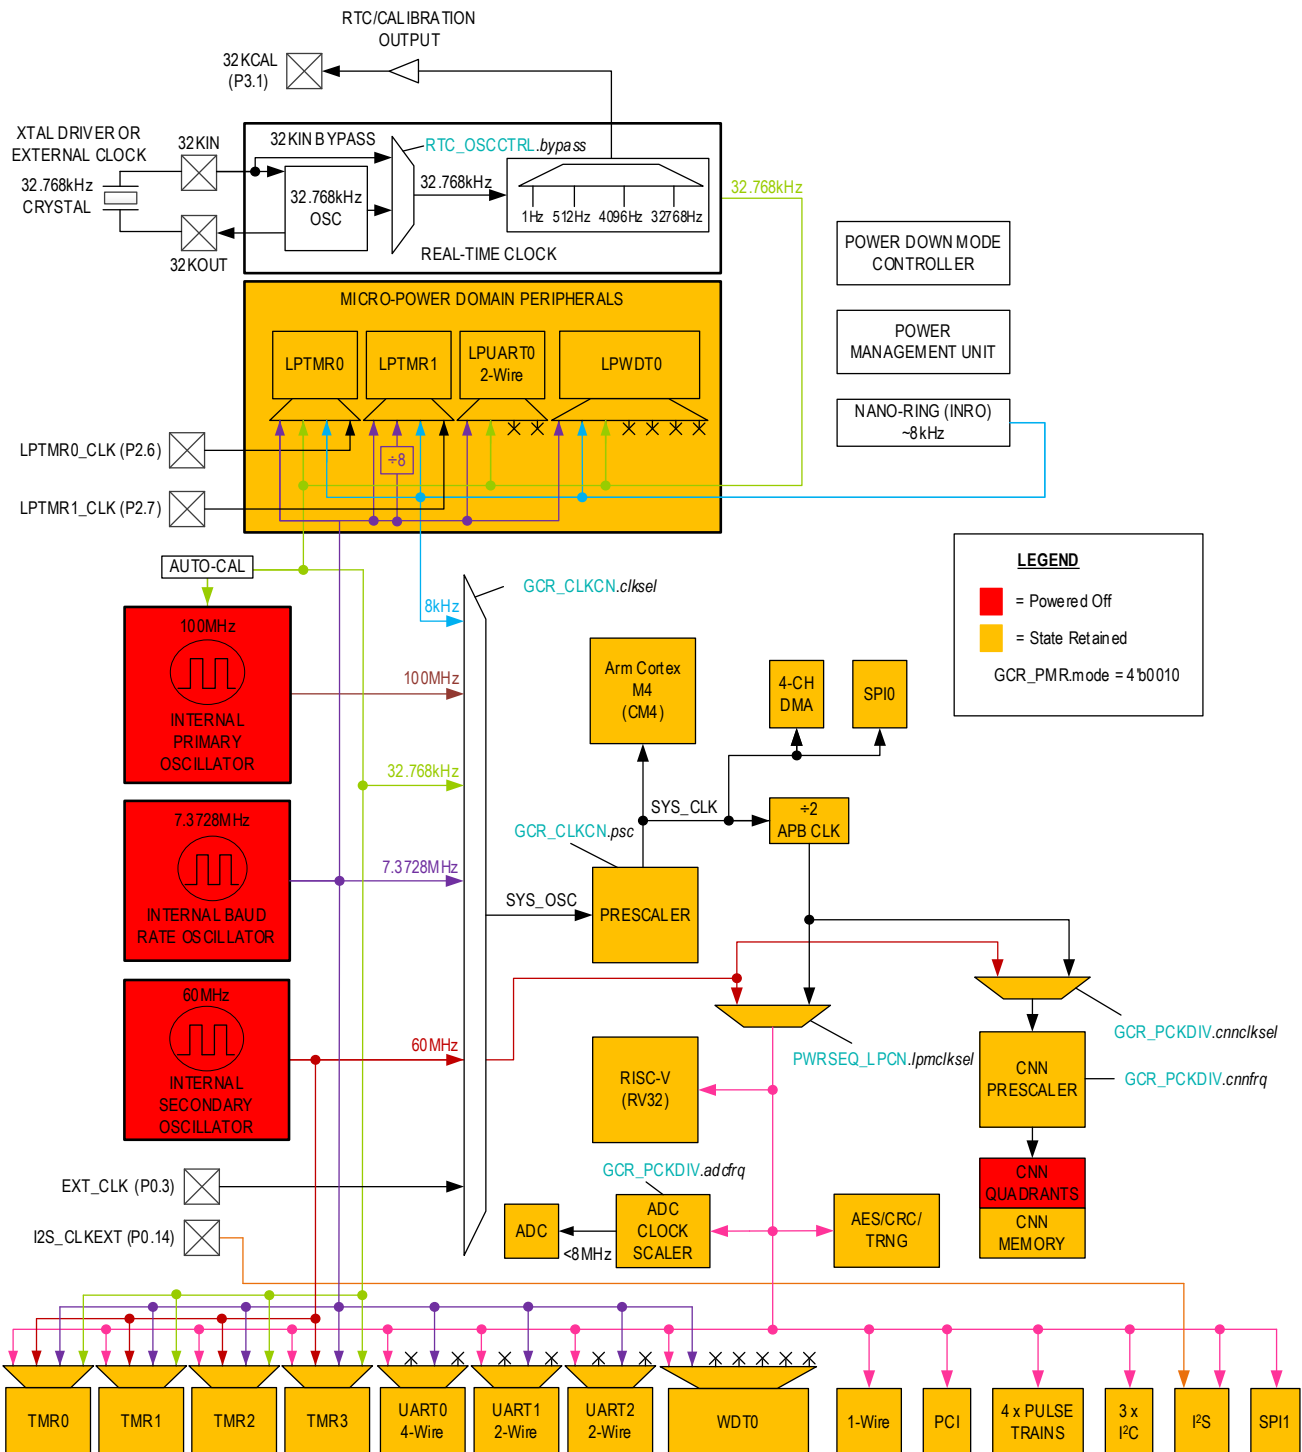 RTC/CALIBRATION
OUTPUT
32KCAL
(P3.1)
XTAL DRIVER OR
EXTERNAL CLOCK
32.768kHz
CRYSTAL
32KIN
32KOUT
32KIN BYPASS
RTC_OSCCTRL.bypass
32.768kHz
OSC
32.768kHz
1Hz 512Hz 4096Hz 32768Hz
REAL-TIME CLOCK
32.768kHz
POWER DOWN MODE
CONTROLLER
POWER
MANAGEMENT UNIT
NANO-RING (INRO)
~8kHz
MICRO-POWER DOMAIN PERIPHERALS
LPTMR0
LPTMR1
LPUART0
2-Wire
LPWDT0
÷8
LPTMR0_CLK (P2.6)
LPTMR1_CLK (P2.7)
AUTO-CAL
LEGEND
= Powered Off
= State Retained
GCR_PMR.mode = 4'b0010
100MHz
INTERNAL
PRIMARY
OSCILLATOR
7.3728MHz
INTERNAL BAUD
RATE OSCILLATOR
60MHz
INTERNAL
SECONDARY
OSCILLATOR
EXT_CLK (P0.3)
I2S_CLKEXT (P0.14)
GCR_CLKCN.clksel
8kHz
100MHz
32.768kHz
7.3728MHz
60MHz
SYS_OSC
GCR_CLKCN.psc
PRESCALER
SYS_CLK
Arm Cortex
M4
(CM4)
4-CH
DMA
SPI0
÷2
APB CLK
PWRSEQ_LPCN.lpmclksel
GCR_PCKDIV.cnnclksel
CNN
PRESCALER
GCR_PCKDIV.cnnfrq
CNN
QUADRANTS
CNN
MEMORY
RISC-V
(RV32)
GCR_PCKDIV.adcfrq
ADC
<8MHz
ADC
CLOCK
SCALER
AES/CRC/
TRNG
TMR0
TMR1
TMR2
TMR3
UART0
4-Wire
UART1
2-Wire
UART2
2-Wire
WDT0
1-Wire
PCI
4 x PULSE
TRAINS
3 x
I²C
I²S
SPI1